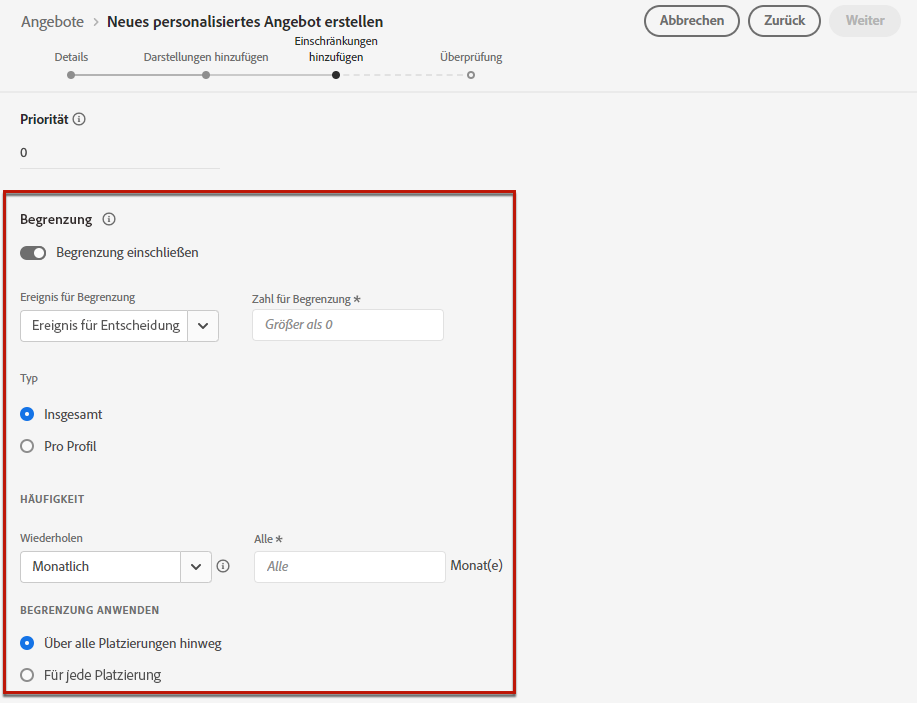 Angebote > Neues personalisiertes Angebot erstellen
Abbrechen
Zurück
Weiter
Details
Darstellungen hinzufügen
Einschränkungen
hinzufügen
Überprüfung
Priorität
0
Begrenzung
Begrenzung einschließen
Ereignis für Begrenzung
Zahl für Begrenzung *
Ereignis für Entscheidung
Größer als 0
Typ
Insgesamt
Pro Profil
HÄUFIGKEIT
Wiederholen
Alle *
Monatlich
Alle
Monat(e)
BEGRENZUNG ANWENDEN
Über alle Platzierungen hinweg
Für jede Platzierung